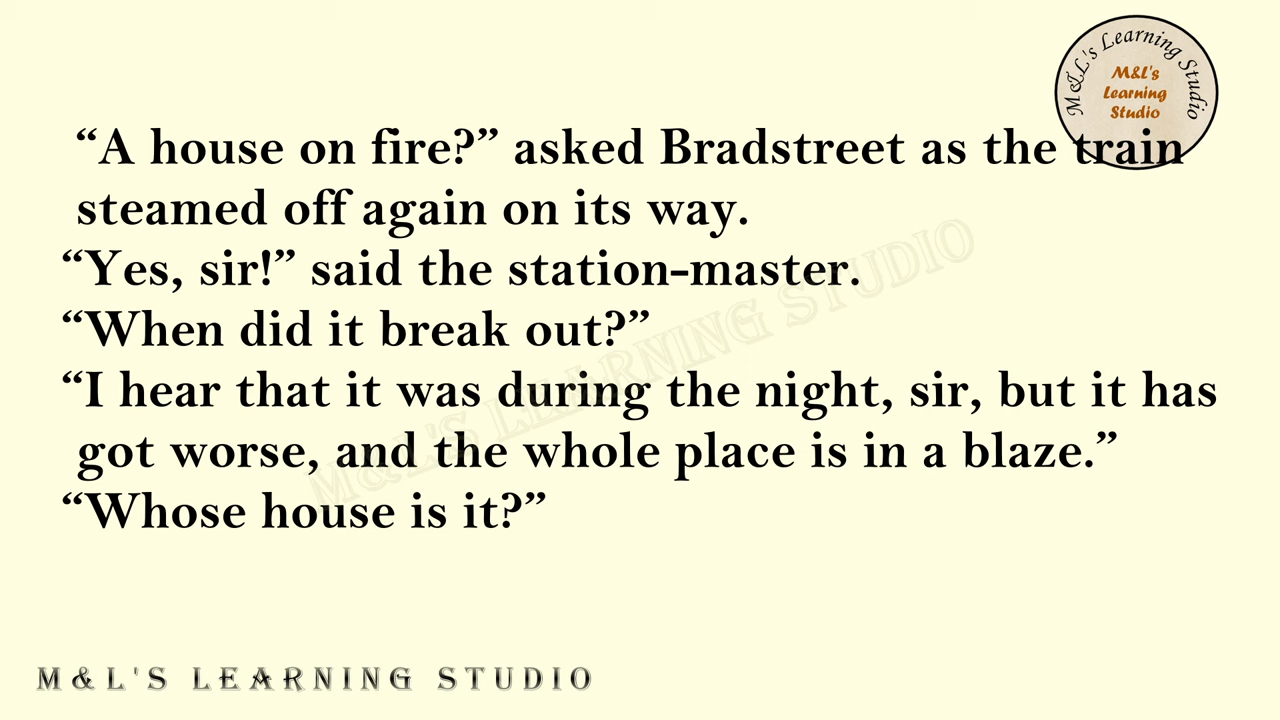 M&L's Learning Studio
M&L's
Learning
Studio
“A house on fire?” asked Bradstreet as the train
steamed off again on its way.
“Yes, sir!” said the station-master.
“When did it break out?”
“I hear that it was during the night, sir, but it has
got worse, and the whole place is in a blaze.”
“Whose house is it?”
M&L'S LEARNING STUDIO
M&L'S LEARNING STUDIO